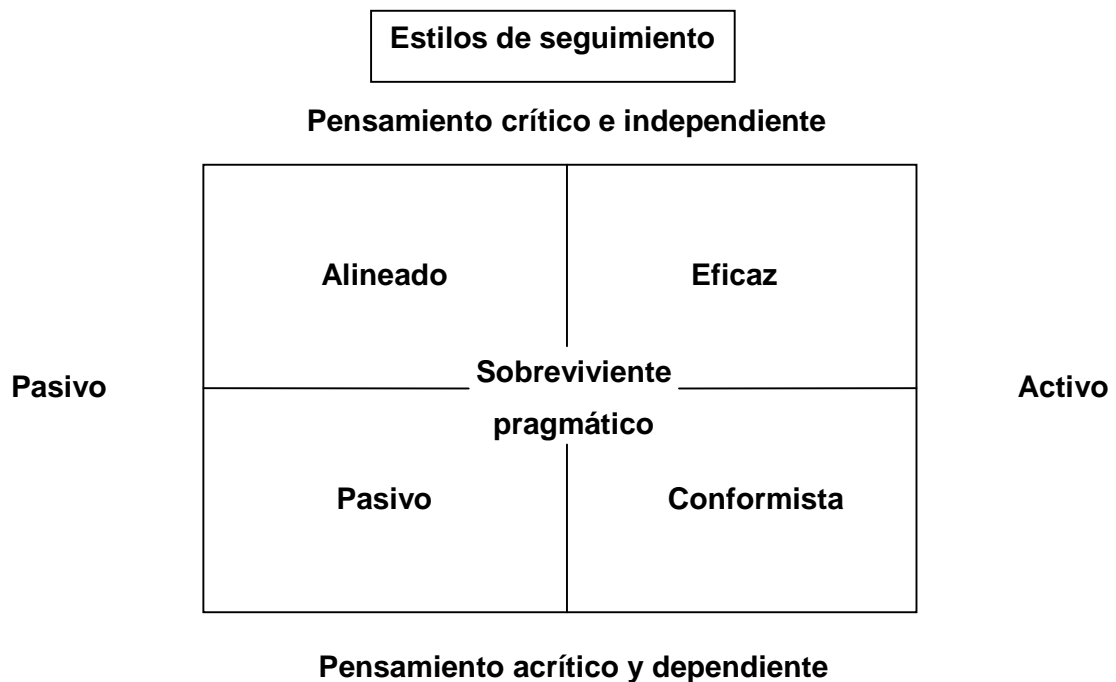 Estilos de seguimiento
Pensamiento crítico e independiente
Alineado
Eficaz
Pasivo
Sobreviviente
pragmático
Activo
Pasivo
Conformista
Pensamiento acrítico y dependiente